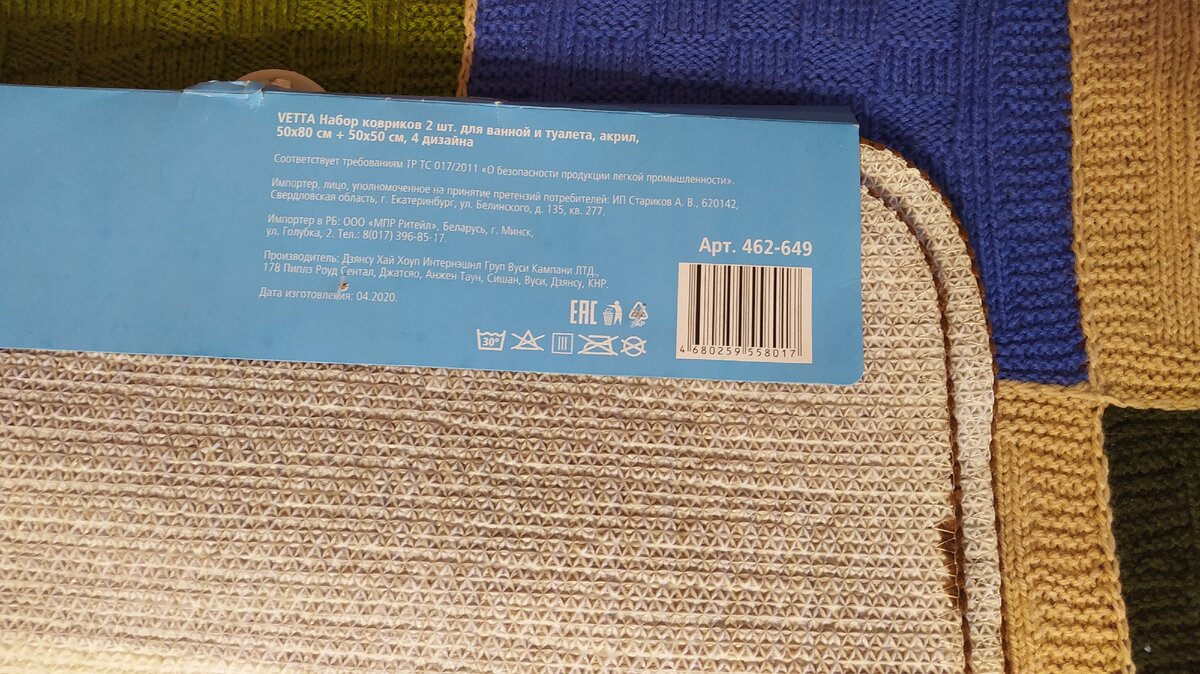 VETTA Набор ковриков 2 шт. для ванной и туалета, акрил,
50х80 см + 50х50 см, 4 дизайна
Соответствует требованиям ТР ТС 017/2011 «О безопасности продукции легкой промышленности».
Импортер, лицо, уполномоченное на принятие претензий потребителей: ИП Стариков А. В., 620142,
Свердловская область, г. Екатеринбург, ул. Белинского, д. 135, кв. 277.
Импортер в РБ: ООО «МПР Ритейл», Беларусь, г. Минск,
ул. Голубка, 2. Тел.: 8(017) 396-85-17.
Производитель: Дзянсу Хай Хоуп Интернэшнл Груп Вуси Кампани ЛТД.,
178 Пиплз Роуд Сентал, Джатсяо, Анжен Таун, Сишан, Вуси, Дзянсу, КНР.
Дата изготовления: 04.2020.
Арт. 462-649
EAC
30°
4 680259 558017